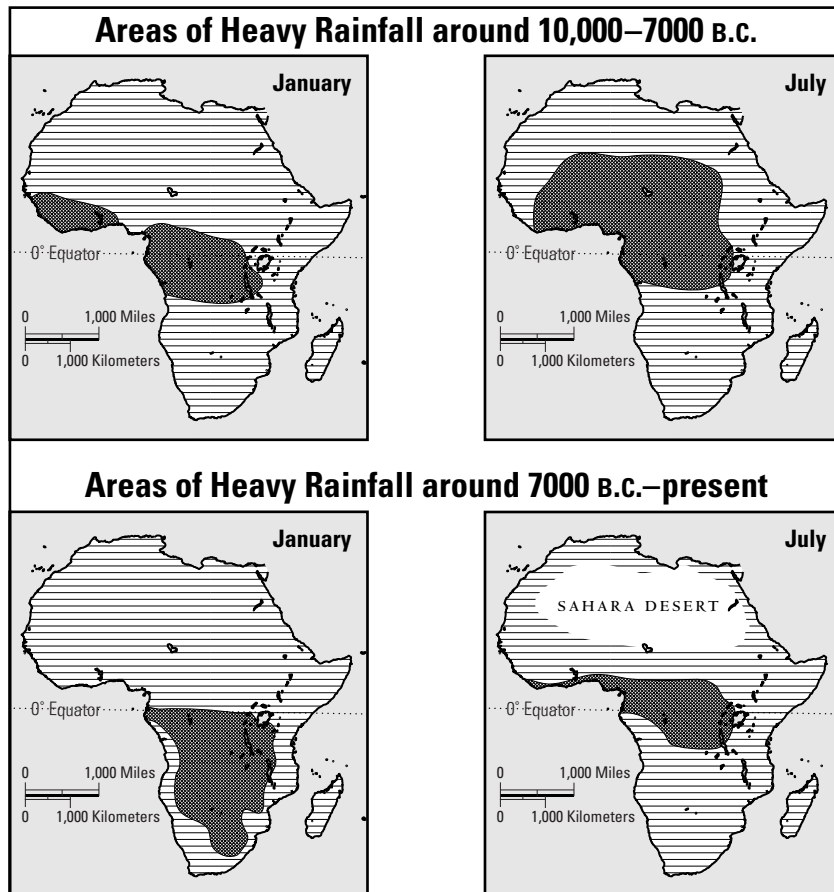 Areas of Heavy Rainfall around 10,000–7000 B.C.
January
0° Equator
0 1,000 Miles
0 1,000 Kilometers
July
0° Equator
0 1,000 Miles
0 1,000 Kilometers
Areas of Heavy Rainfall around 7000 B.C.–present
January
0° Equator
0 1,000 Miles
0 1,000 Kilometers
July
SAHARA DESERT
0° Equator
0 1,000 Miles
0 1,000 Kilometers